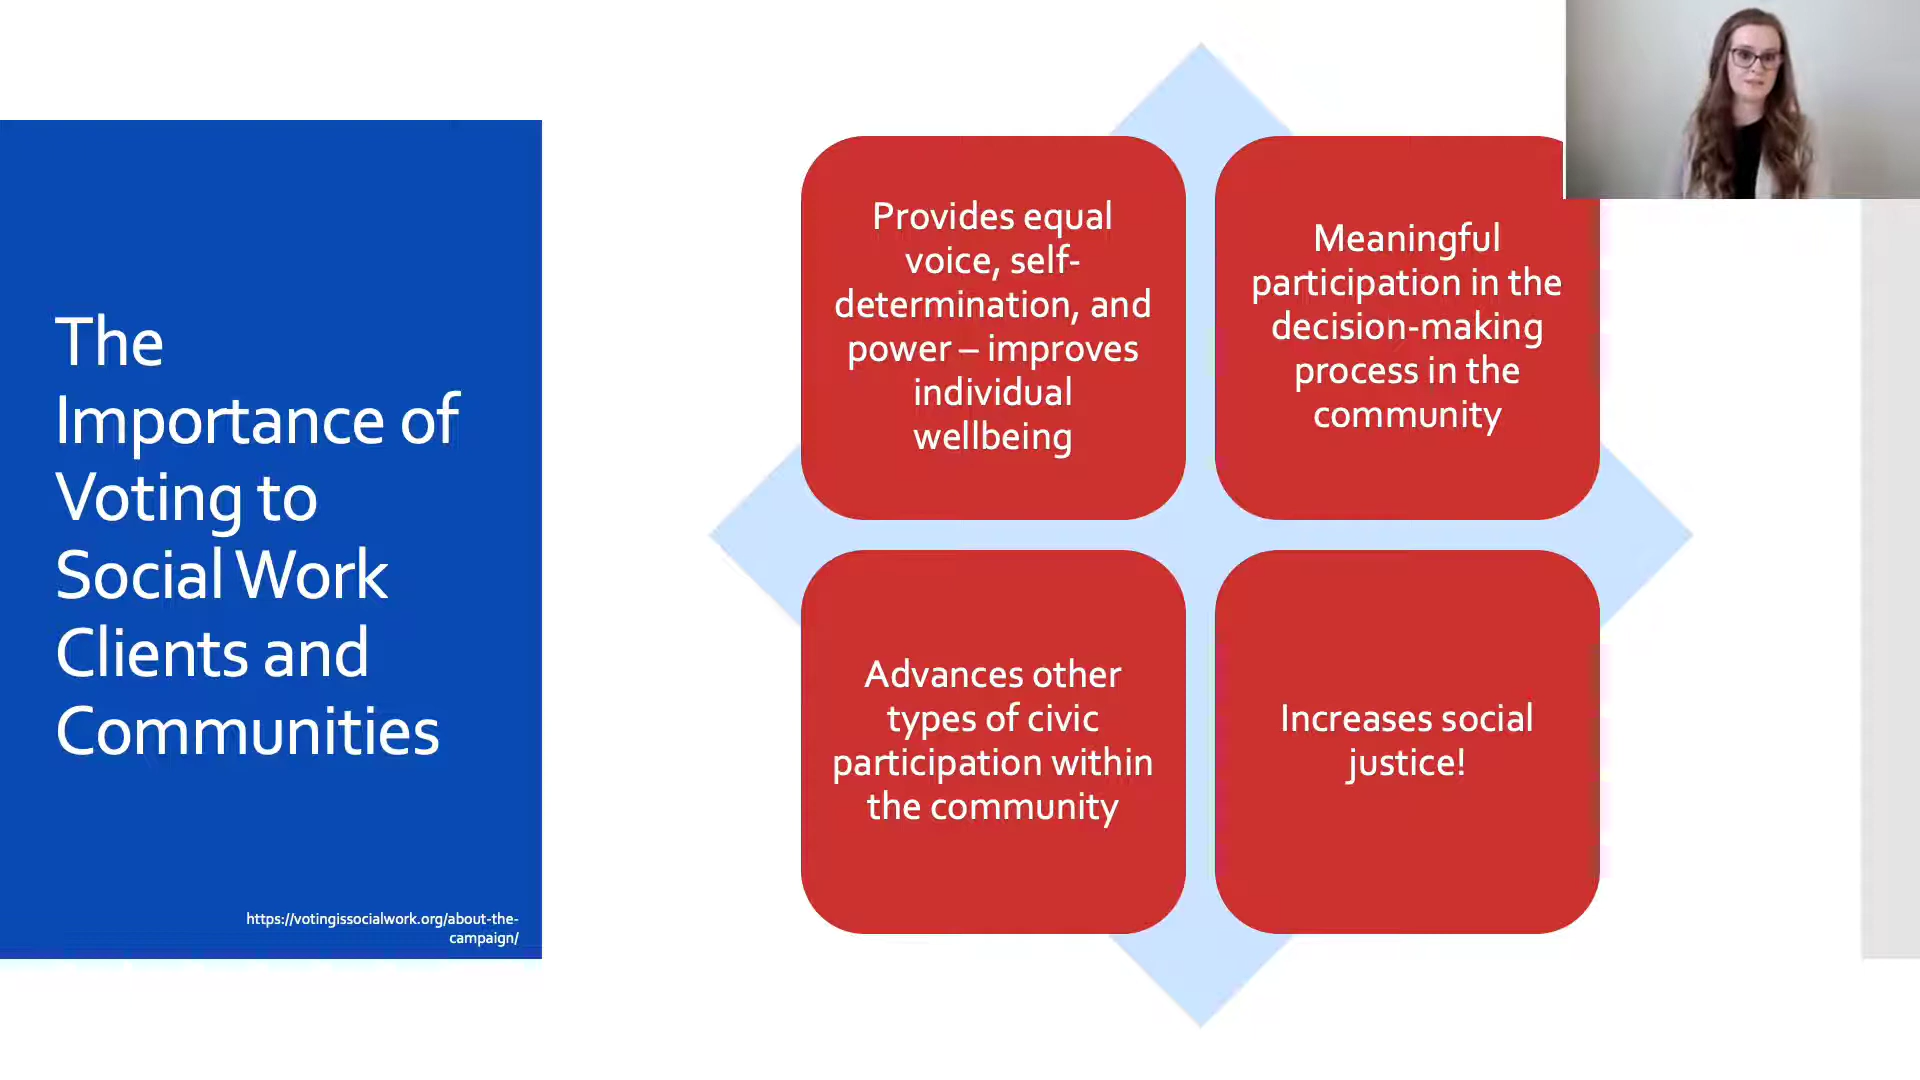 The
Importance of
Voting to
Social Work
Clients and
Communities
https://votingissocialwork.org/about-the-
campaign/
Provides equal
voice, self-
determination, and
power – improves
individual
wellbeing
Meaningful
participation in the
decision-making
process in the
community
Advances other
types of civic
participation within
the community
Increases social
justice!